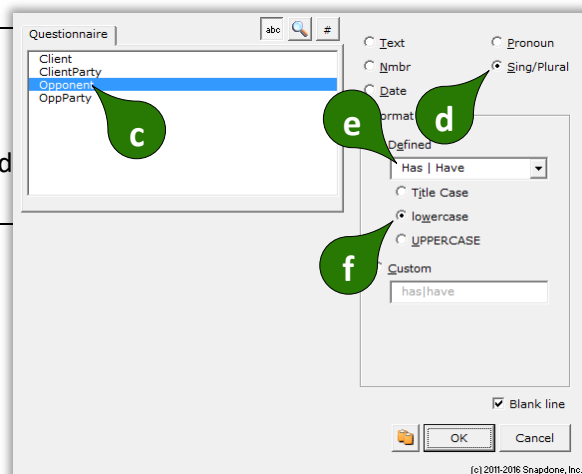 Questionnaire
abc
#
Client
ClientParty
Opponent
OppParty
c
d
Text
Pronoun
Nmbr
Sing/Plural
Date
d
e
ormat
Defined
Has | Have
Title Case
lowercase
UPPERCASE
f
Custom
has|have
Blank line
OK
Cancel
(c) 2011-2016 Snapdone, Inc.